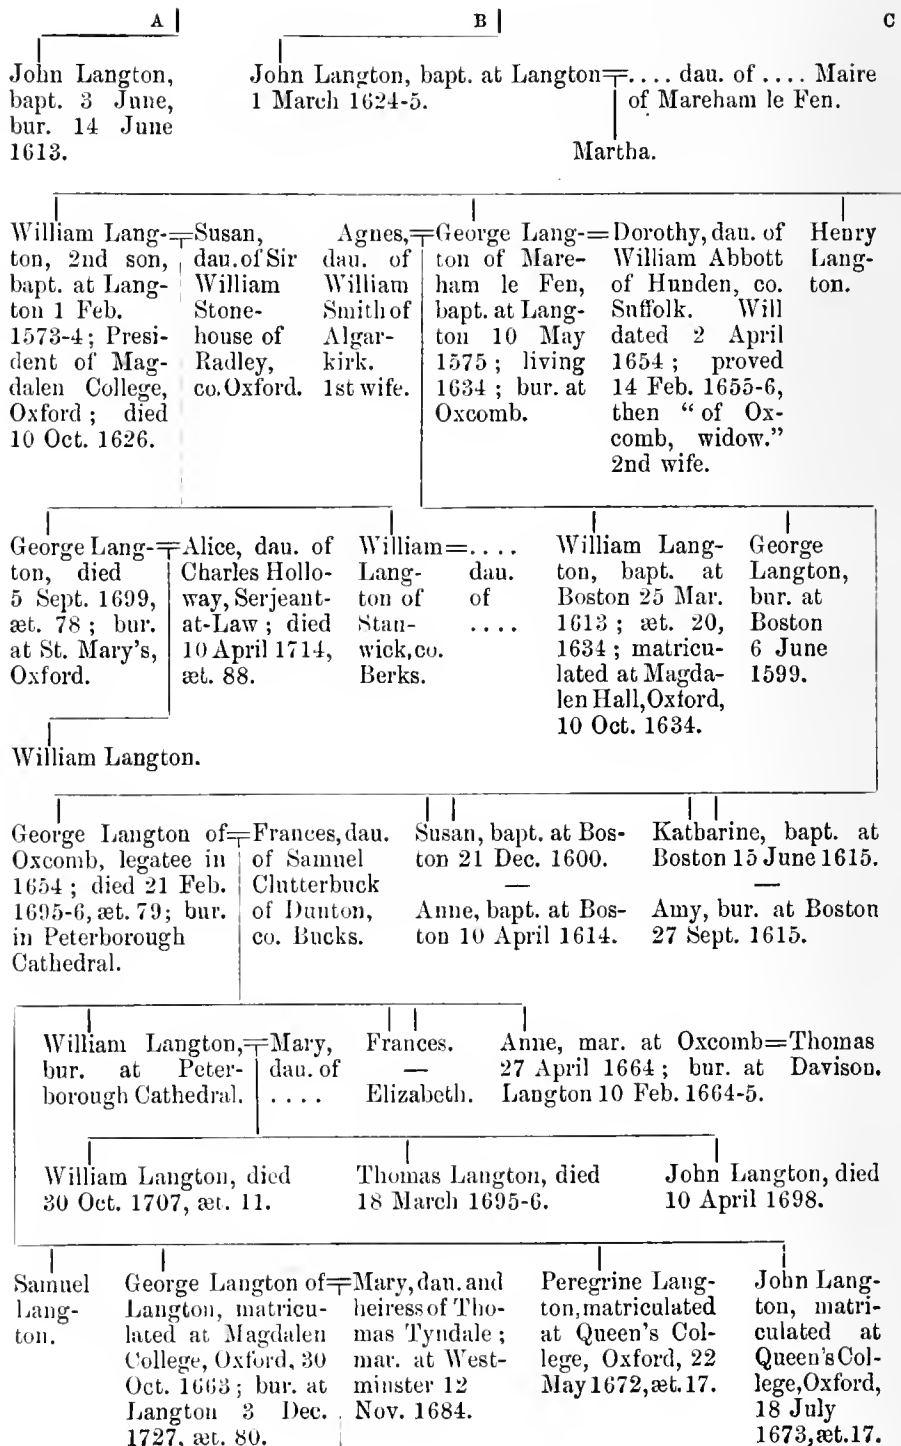 A B C
John Langton,
bapt. 3 June,
bur. 14 June
1613.
John Langton, bapt. at Langton=.... dau. of .... Maire
1 March 1624-5. of Mareham le Fen.
Martha.
William Lang-
ton, 2nd son,
bapt. at Lang-
ton 1 Feb.
1573-4; Presi-
dent of Mag-
dalen College,
Oxford; died
10 Oct. 1626.
=Susan,
dau. of Sir
William
Stone-
house of
Radley,
co. Oxford.
Agnes,
dau. of
William
Smith of
Algar-
kirk.
1st wife.
=George Lang-
ton of Mare-
ham le Fen,
bapt. at Lang-
ton 10 May
1575; living
1634; bur. at
Oxcomb.
=Dorothy, dau. of
William Abbott
of Hunden, co.
Suffolk. Will
dated 2 April
1654; proved
14 Feb. 1655-6,
then "of Ox-
comb, widow."
2nd wife.
Henry
Lang-
ton.
George Lang-
ton, died
5 Sept. 1699,
æt. 78; bur.
at St. Mary's,
Oxford.
=Alice, dau. of
Charles Hollo-
way, Serjeant-
at-Law; died
10 April 1714,
æt. 88.
William=....
Lang- dau.
ton of of
Stan- ....
wick, co.
Berks.
William Lang-
ton, bapt. at
Boston 25 Mar.
1613; æt. 20,
1634; matricu-
lated at Magda-
len Hall, Oxford,
10 Oct. 1634.
George
Langton,
bur. at
Boston
6 June
1599.
William Langton.
George Langton of
Oxcomb, legatee in
1654; died 21 Feb.
1695-6, æt. 79; bur.
in Peterborough
Cathedral.
=Frances, dau.
of Samuel
Clutterbuck
of Dunton,
co. Bucks.
Susan, bapt. at Bos-
ton 21 Dec. 1600.
—
Anne, bapt. at Bos-
ton 10 April 1614.
Katharine, bapt. at
Boston 15 June 1615.
—
Amy, bur. at Boston
27 Sept. 1615.
William Langton,
bur. at Peter-
borough Cathedral.
=Mary,
dau. of
....
Frances.
—
Elizabeth.
Anne, mar. at Oxcomb=Thomas
27 April 1664; bur. at Davison.
Langton 10 Feb. 1664-5.
William Langton, died
30 Oct. 1707, æt. 11.
Thomas Langton, died
18 March 1695-6.
John Langton, died
10 April 1698.
Samuel
Lang-
ton.
George Langton of
Langton, matricu-
lated at Magdalen
College, Oxford, 30
Oct. 1663; bur. at
Langton 3 Dec.
1727, æt. 80.
=Mary, dau. and
heiress of Tho-
mas Tyndale;
mar. at West-
minster 12
Nov. 1684.
Peregrine Lang-
ton, matriculated
at Queen's Col-
lege, Oxford, 22
May 1672, æt. 17.
John Lang-
ton, matri-
culated at
Queen's Col-
lege, Oxford,
18 July
1673, æt. 17.